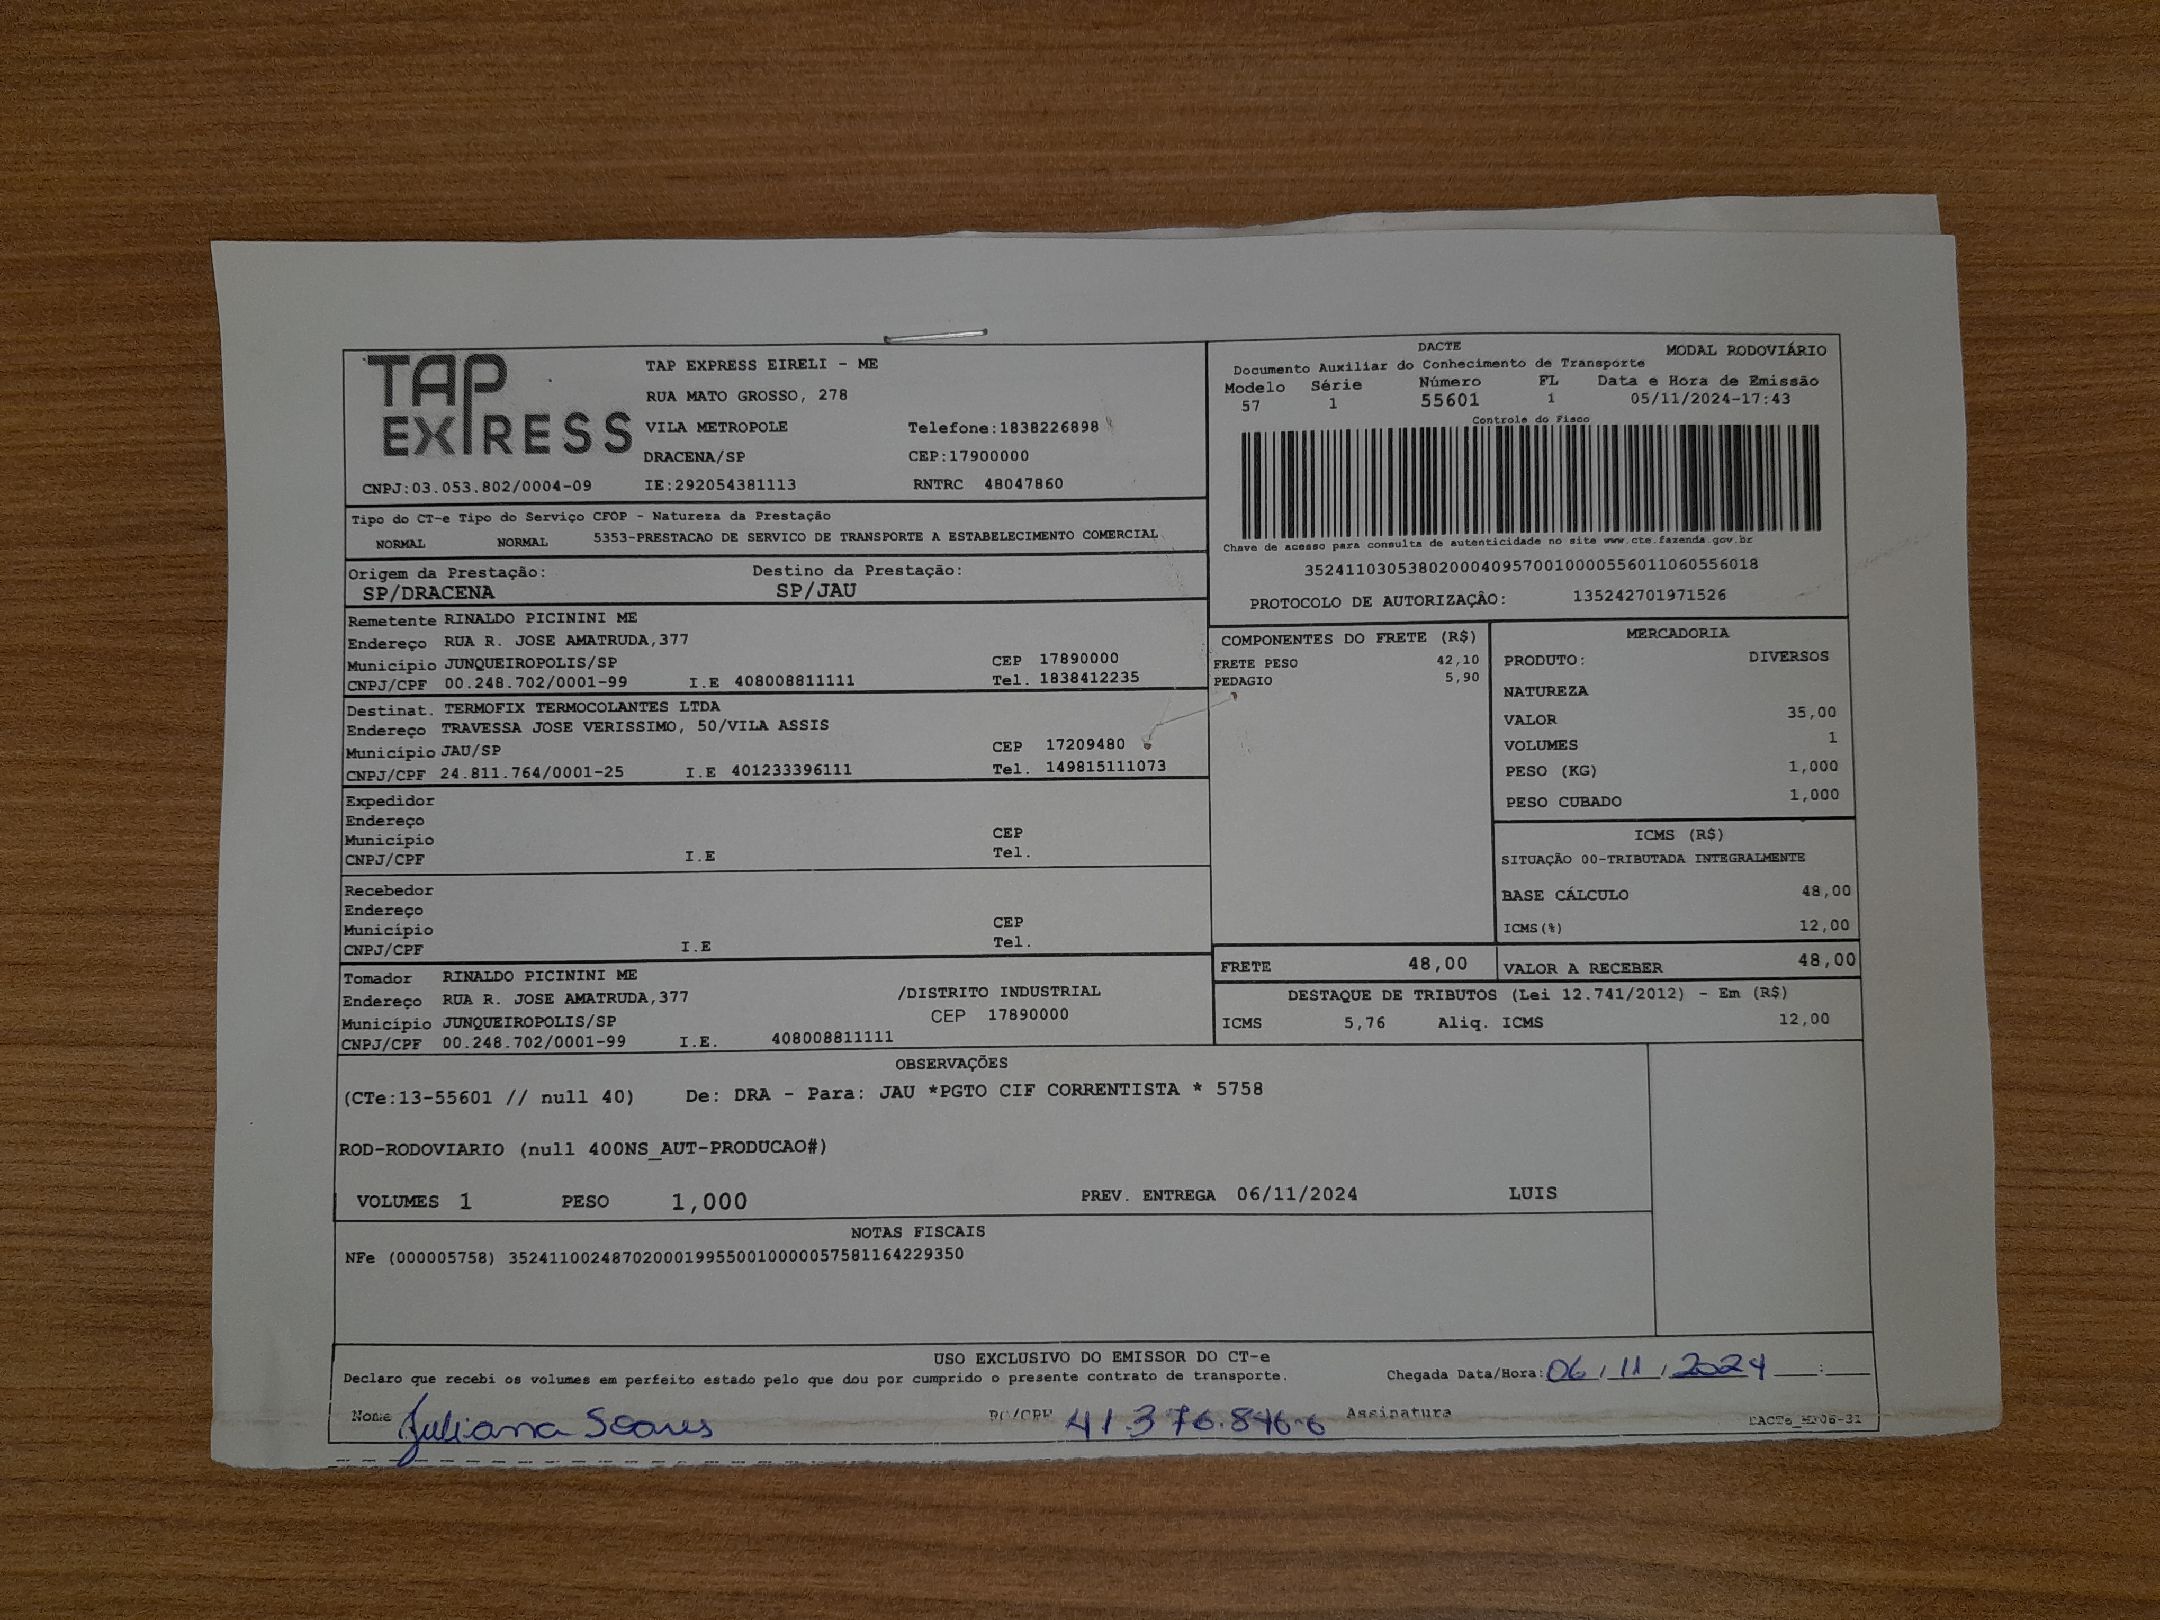 TAP EXPRESS
TAP EXPRESS EIRELI - ME
RUA MATO GROSSO, 278
VILA METROPOLE Telefone:1838226898
DRACENA/SP CEP:17900000
CNPJ:03.053.802/0004-09 IE:292054381113 RNTRC 48047860
DACTE MODAL RODOVIÁRIO
Documento Auxiliar do Conhecimento de Transporte
Modelo Série Número FL Data e Hora de Emissão
57 1 55601 1 05/11/2024-17:43
Controle do Fisco
Chave de acesso para consulta de autenticidade no site www.cte.fazenda.gov.br
35241103053802000409570010000556011060556018
PROTOCOLO DE AUTORIZAÇÃO: 135242701971526
Tipo do CT-e Tipo do Serviço CFOP - Natureza da Prestação
NORMAL NORMAL 5353-PRESTACAO DE SERVICO DE TRANSPORTE A ESTABELECIMENTO COMERCIAL
Origem da Prestação: Destino da Prestação:
SP/DRACENA SP/JAU
Remetente RINALDO PICININI ME
Endereço RUA R. JOSE AMATRUDA,377
Município JUNQUEIROPOLIS/SP CEP 17890000
CNPJ/CPF 00.248.702/0001-99 I.E 408008811111 Tel. 1838412235
Destinat. TERMOFIX TERMOCOLANTES LTDA
Endereço TRAVESSA JOSE VERISSIMO, 50/VILA ASSIS
Município JAU/SP CEP 17209480
CNPJ/CPF 24.811.764/0001-25 I.E 401233396111 Tel. 149815111073
Expedidor
Endereço
Município CEP
CNPJ/CPF I.E Tel.
Recebedor
Endereço
Município CEP
CNPJ/CPF I.E Tel.
Tomador RINALDO PICININI ME
Endereço RUA R. JOSE AMATRUDA,377 /DISTRITO INDUSTRIAL
Município JUNQUEIROPOLIS/SP CEP 17890000
CNPJ/CPF 00.248.702/0001-99 I.E. 408008811111
COMPONENTES DO FRETE (R$)
FRETE PESO 42,10
PEDAGIO 5,90
MERCADORIA
PRODUTO: DIVERSOS
NATUREZA
VALOR 35,00
VOLUMES 1
PESO (KG) 1,000
PESO CUBADO 1,000
ICMS (R$)
SITUAÇÃO 00-TRIBUTADA INTEGRALMENTE
BASE CÁLCULO 48,00
ICMS(%) 12,00
FRETE 48,00 VALOR A RECEBER 48,00
DESTAQUE DE TRIBUTOS (Lei 12.741/2012) - Em (R$)
ICMS 5,76 Aliq. ICMS 12,00
OBSERVAÇÕES
(CTe:13-55601 // null 40) De: DRA - Para: JAU *PGTO CIF CORRENTISTA * 5758
ROD-RODOVIARIO (null 400NS_AUT-PRODUCAO#)
VOLUMES 1 PESO 1,000 PREV. ENTREGA 06/11/2024 LUIS
NOTAS FISCAIS
NFe (000005758) 35241100248702000199550010000057581164229350
USO EXCLUSIVO DO EMISSOR DO CT-e
Declaro que recebi os volumes em perfeito estado pelo que dou por cumprido o presente contrato de transporte. Chegada Data/Hora: 06/11/2024 :
Nome Juliana Soares RG/CPF 41.376.846-6 Assinatura